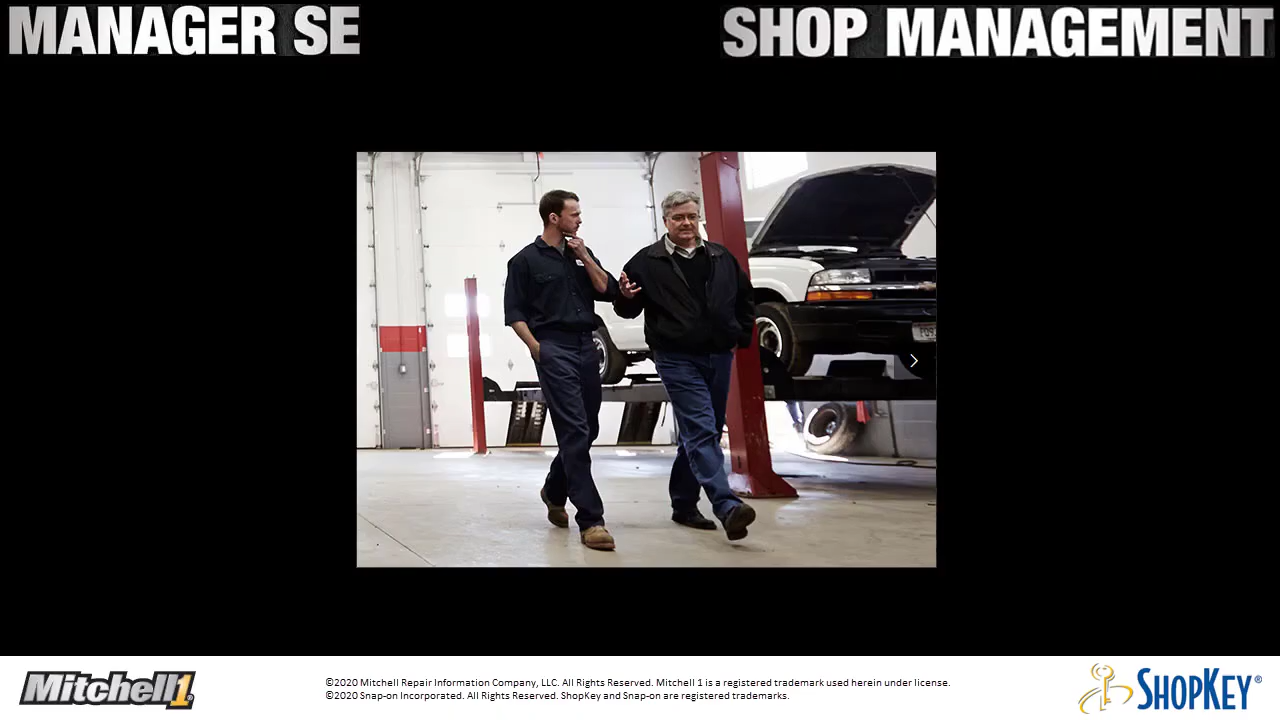 MANAGER SE
SHOP MANAGEMENT
Mitchell1®
©2020 Mitchell Repair Information Company, LLC. All Rights Reserved. Mitchell 1 is a registered trademark used herein under license.
©2020 Snap-on Incorporated. All Rights Reserved. ShopKey and Snap-on are registered trademarks.
SHOPKEY®